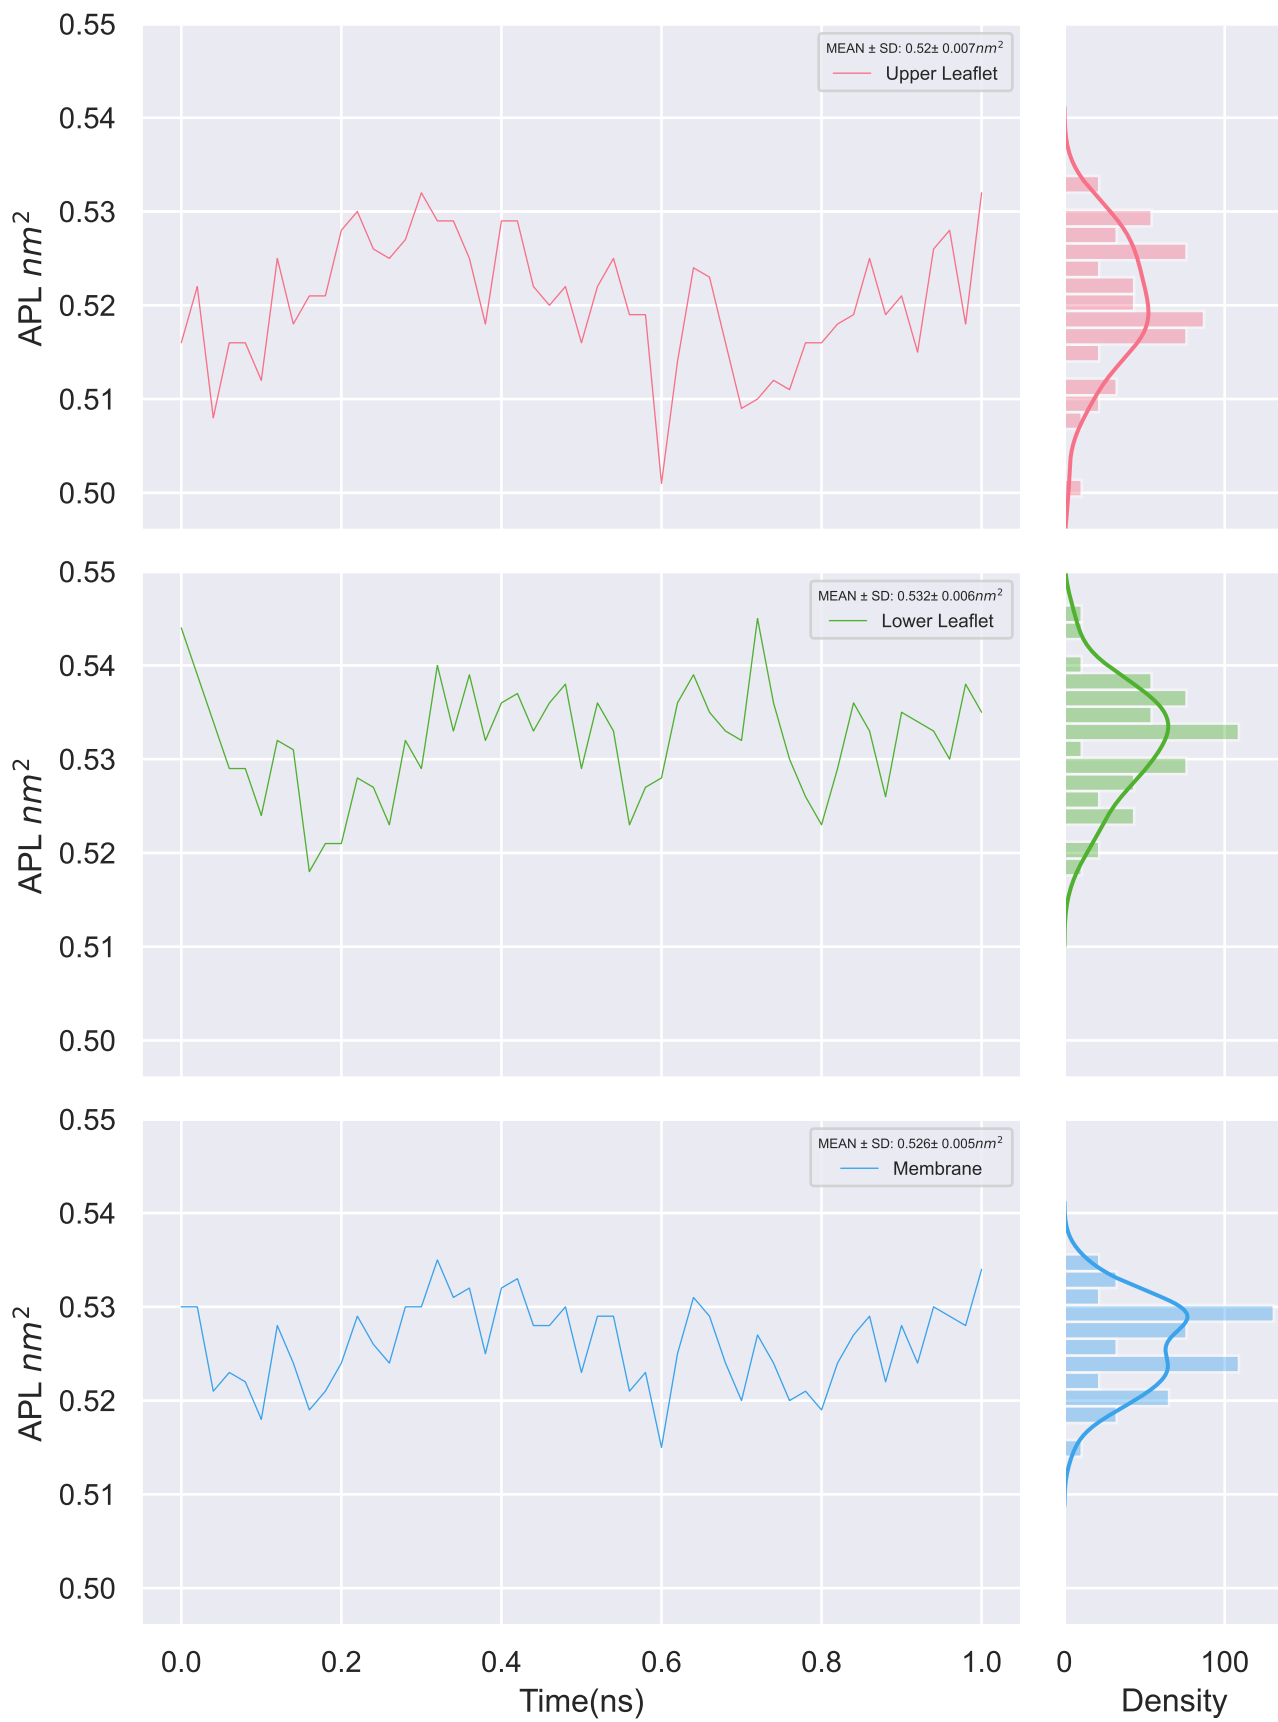 0.55
0.54
0.53
0.52
0.51
0.50
APL nm²
MEAN ± SD: 0.52± 0.007nm²
Upper Leaflet
0.55
0.54
0.53
0.52
0.51
0.50
APL nm²
MEAN ± SD: 0.532± 0.006nm²
Lower Leaflet
0.55
0.54
0.53
0.52
0.51
0.50
APL nm²
MEAN ± SD: 0.526± 0.005nm²
Membrane
0.0 0.2 0.4 0.6 0.8 1.0
Time(ns)
0 100
Density